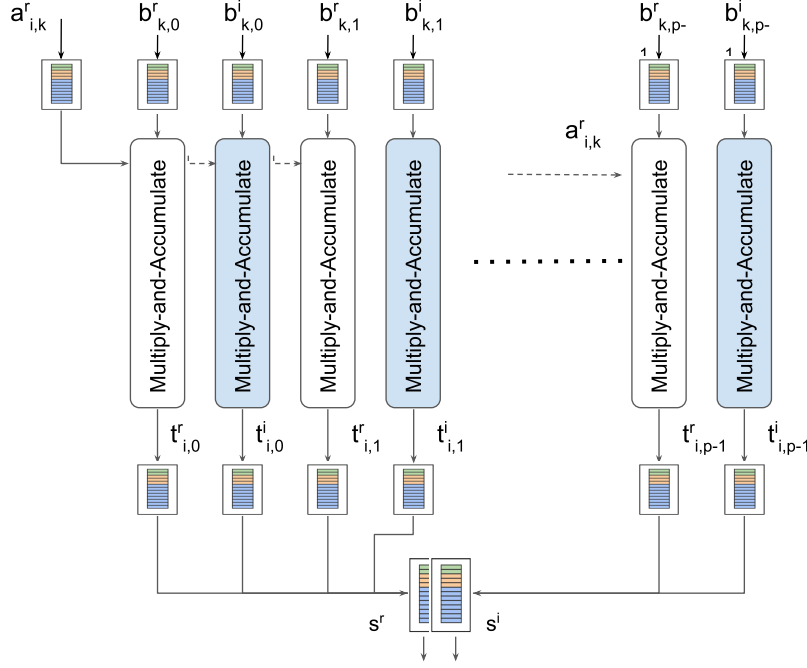 a^r_{i,k} b^r_{k,0} b^i_{k,0} b^r_{k,1} b^i_{k,1} b^r_{k,p-1} b^i_{k,p-1}
a^r_{i,k}
Multiply-and-Accumulate
Multiply-and-Accumulate
Multiply-and-Accumulate
Multiply-and-Accumulate
Multiply-and-Accumulate
Multiply-and-Accumulate
t^r_{i,0} t^i_{i,0} t^r_{i,1} t^i_{i,1} t^r_{i,p-1} t^i_{i,p-1}
s^r s^i